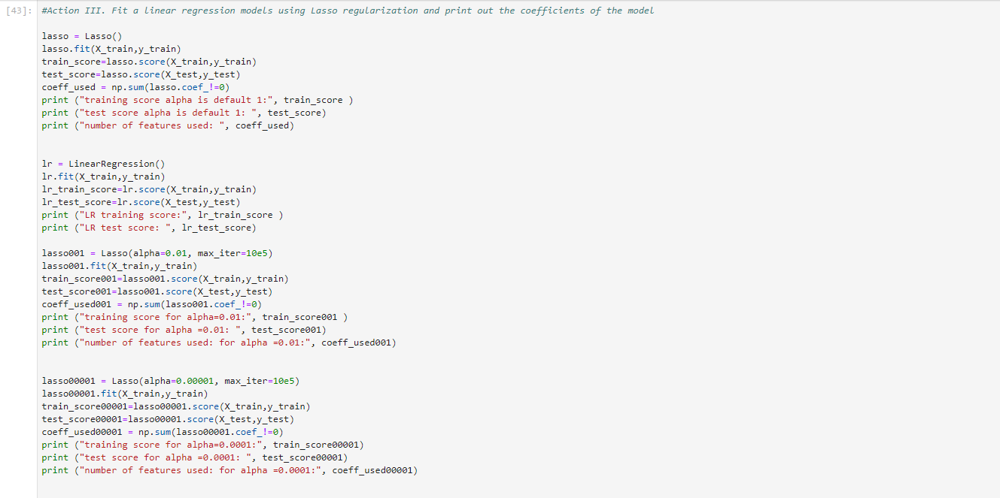 [43]: #Action III. Fit a linear regression models using Lasso regularization and print out the coefficients of the model
lasso = Lasso()
lasso.fit(X_train,y_train)
train_score=lasso.score(X_train,y_train)
test_score=lasso.score(X_test,y_test)
coeff_used = np.sum(lasso.coef_!=0)
print ("training score alpha is default 1:", train_score )
print ("test score alpha is default 1: ", test_score)
print ("number of features used: ", coeff_used)
lr = LinearRegression()
lr.fit(X_train,y_train)
lr_train_score=lr.score(X_train,y_train)
lr_test_score=lr.score(X_test,y_test)
print ("LR training score:", lr_train_score )
print ("LR test score: ", lr_test_score)
lasso001 = Lasso(alpha=0.01, max_iter=10e5)
lasso001.fit(X_train,y_train)
train_score001=lasso001.score(X_train,y_train)
test_score001=lasso001.score(X_test,y_test)
coeff_used001 = np.sum(lasso001.coef_!=0)
print ("training score for alpha=0.01:", train_score001 )
print ("test score for alpha =0.01: ", test_score001)
print ("number of features used: for alpha =0.01:", coeff_used001)
lasso00001 = Lasso(alpha=0.00001, max_iter=10e5)
lasso00001.fit(X_train,y_train)
train_score00001=lasso00001.score(X_train,y_train)
test_score00001=lasso00001.score(X_test,y_test)
coeff_used00001 = np.sum(lasso00001.coef_!=0)
print ("training score for alpha=0.0001:", train_score00001)
print ("test score for alpha =0.0001: ", test_score00001)
print ("number of features used: for alpha =0.0001:", coeff_used00001)